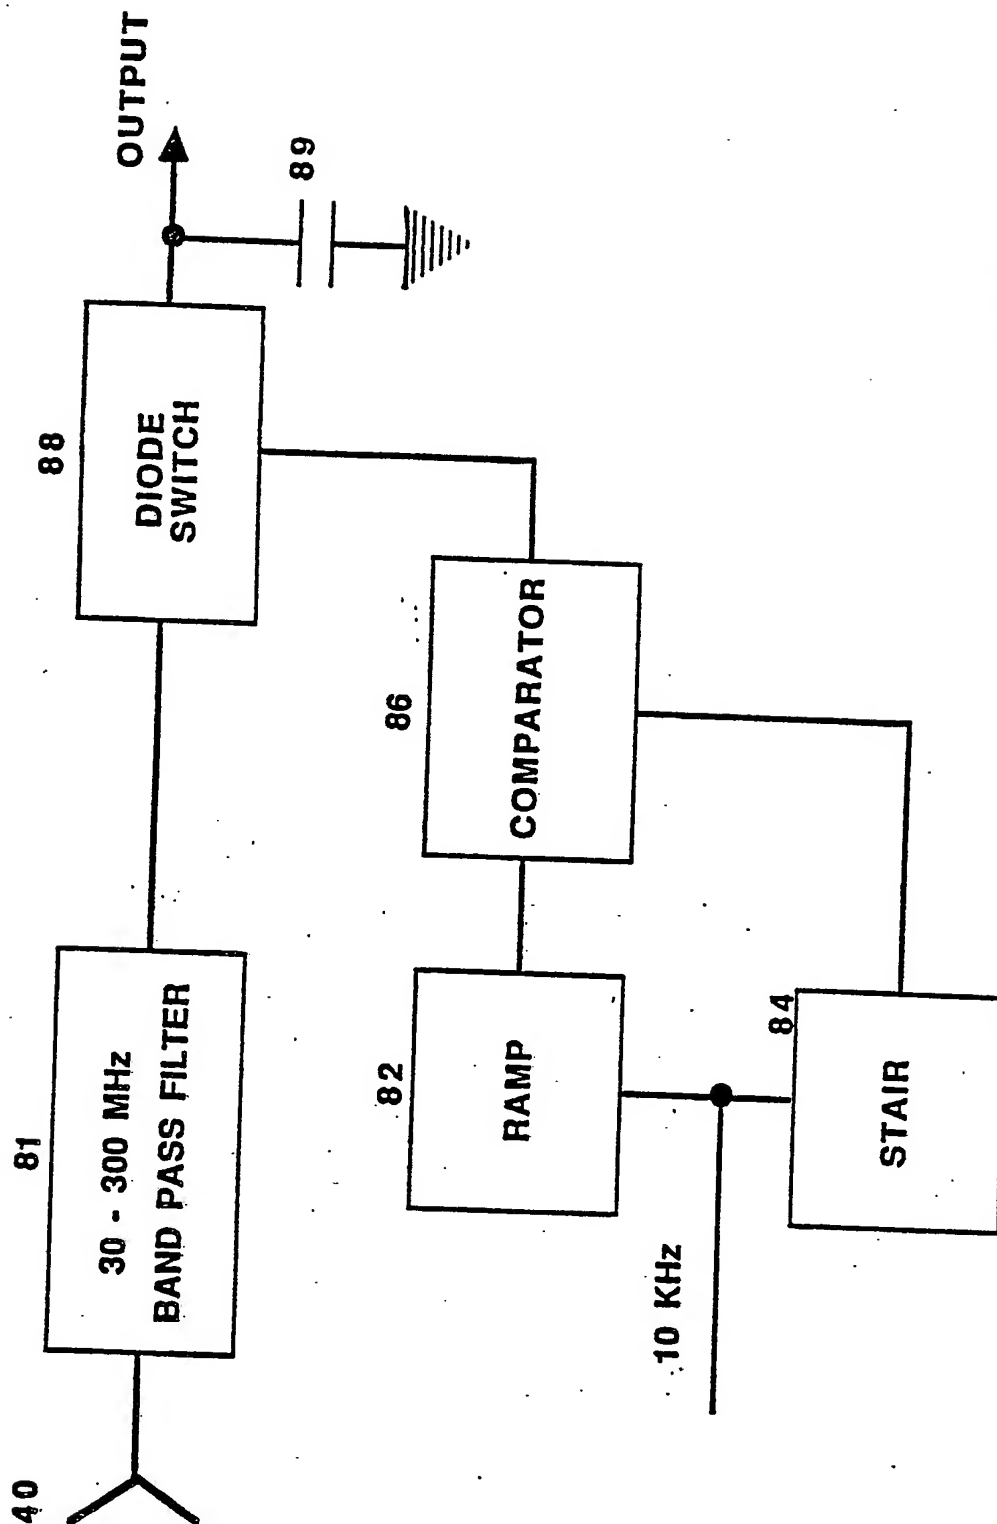 40
81
30 - 300 MHz
BAND PASS FILTER
88
DIODE
SWITCH
OUTPUT
89
82
RAMP
86
COMPARATOR
10 KHz
84
STAIR